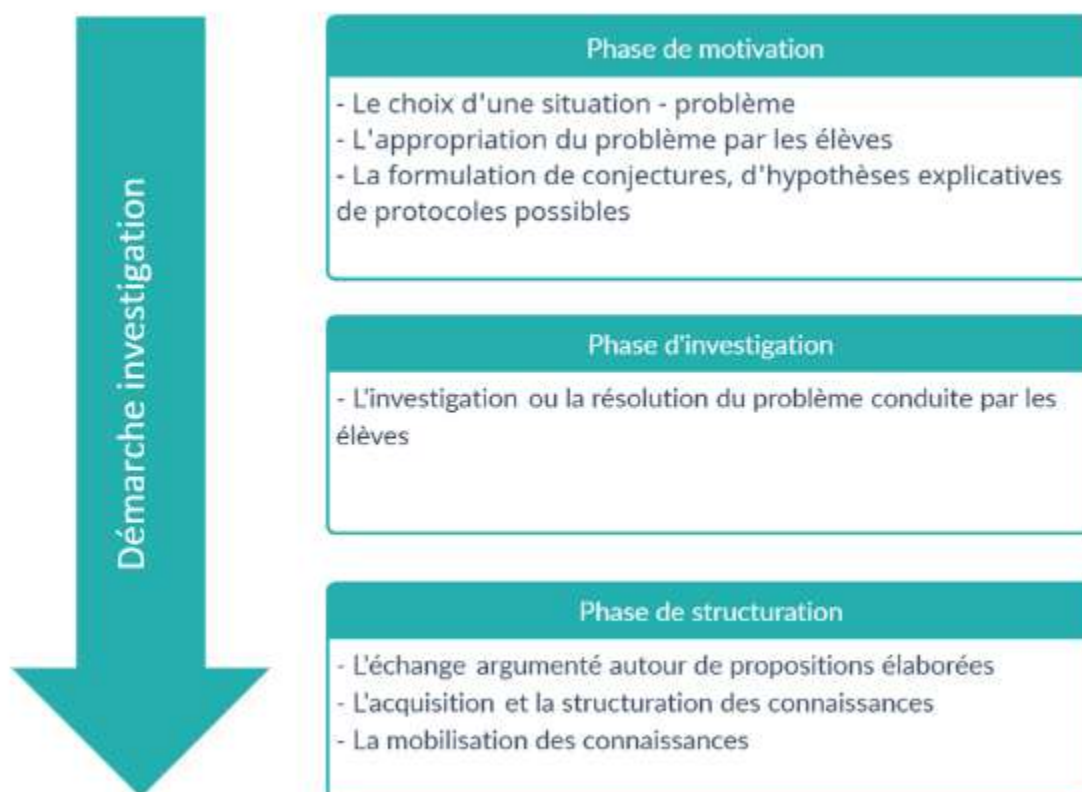 Démarche investigation
Phase de motivation
- Le choix d'une situation - problème
- L'appropriation du problème par les élèves
- La formulation de conjectures, d'hypothèses explicatives
de protocoles possibles
Phase d'investigation
- L'investigation ou la résolution du problème conduite par les
élèves
Phase de structuration
- L'échange argumenté autour de propositions élaborées
- L'acquisition et la structuration des connaissances
- La mobilisation des connaissances